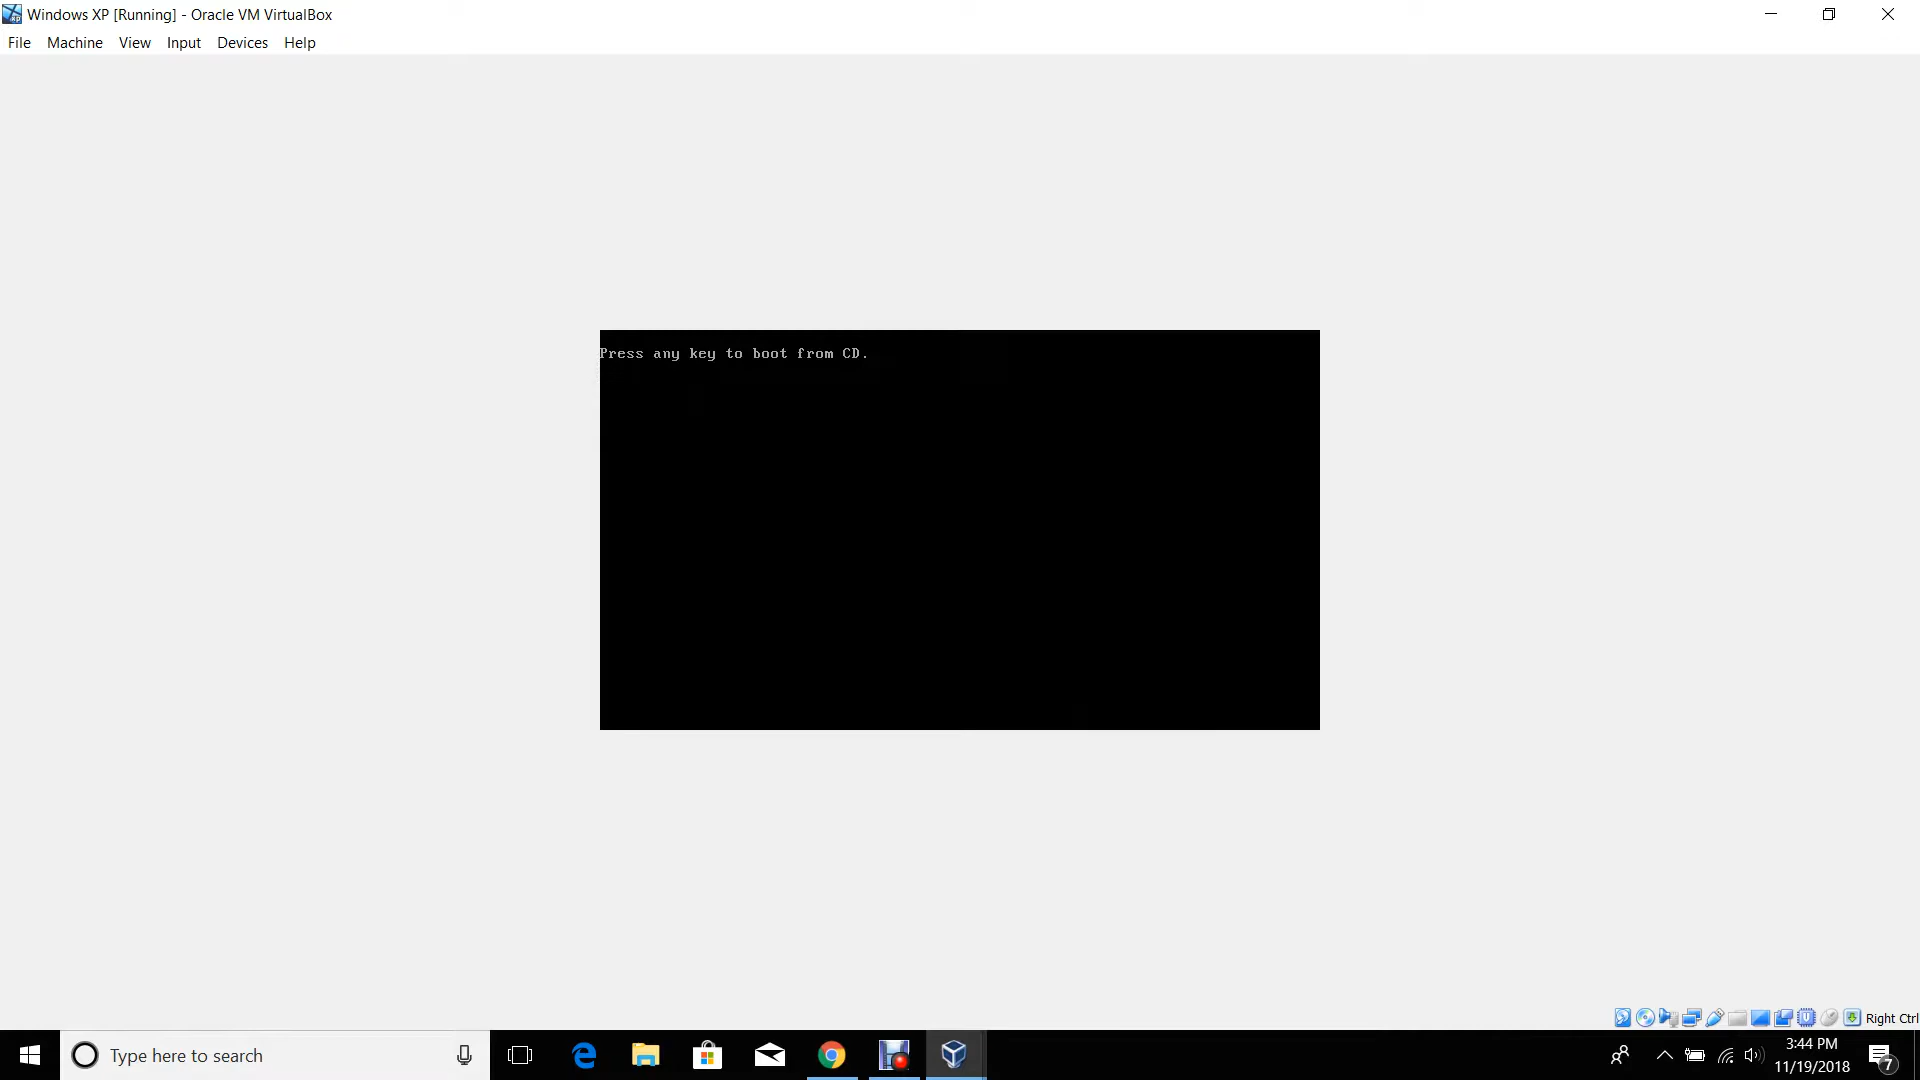 Windows XP [Running] - Oracle VM VirtualBox
File Machine View Input Devices Help
Press any key to boot from CD.
Right Ctrl
Type here to search
3:44 PM
11/19/2018
7